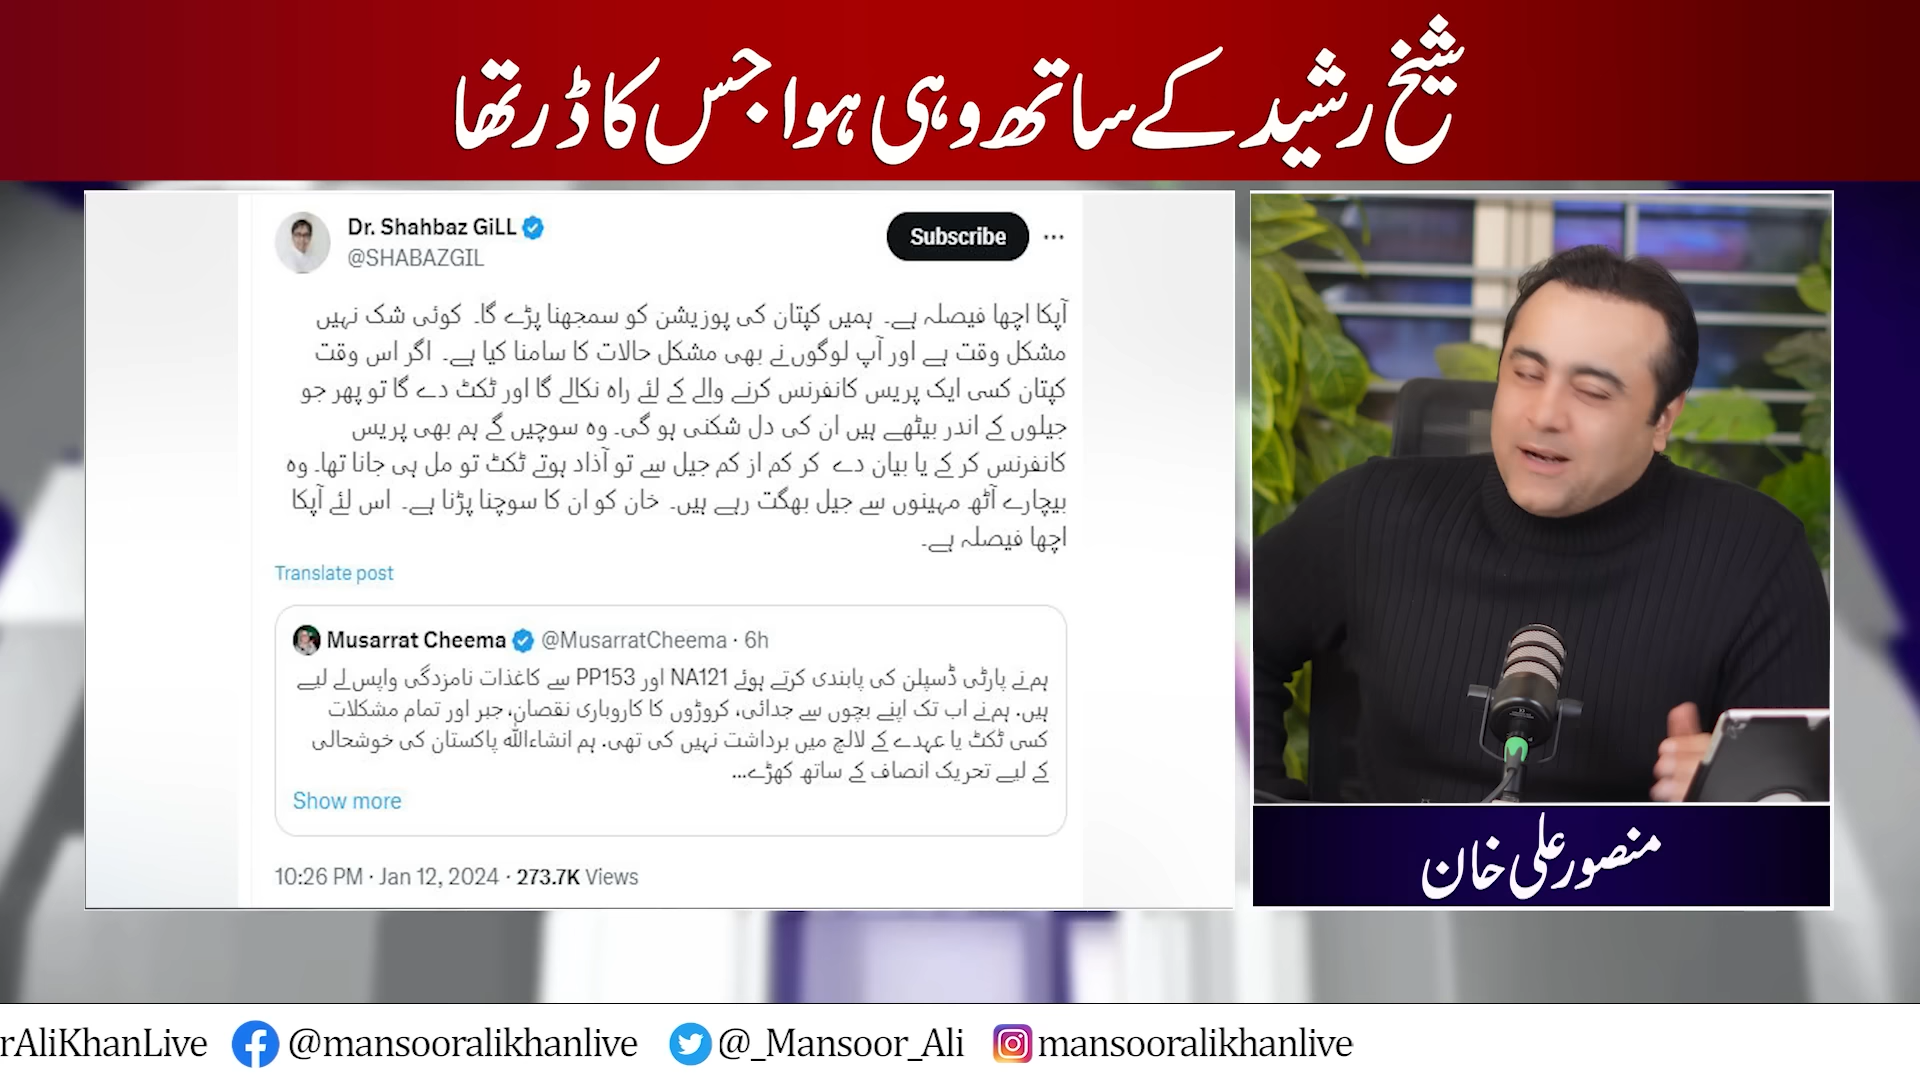 شیخ رشید کے ساتھ وہی ہوا جس کا ڈر تھا
Dr. Shahbaz GiLL
@SHABAZGIL
Subscribe
آپکا اچھا فیصلہ ہے۔ ہمیں کپتان کی پوزیشن کو سمجھنا پڑے گا۔ کوئی شک نہیں
مشکل وقت ہے اور آپ لوگوں نے بھی مشکل حالات کا سامنا کیا ہے۔ اگر اس وقت
کپتان کسی ایک پریس کانفرنس کرنے والے کے لئے راہ نکالے گا اور ٹکٹ دے گا تو پھر جو
جیلوں کے اندر بیٹھے ہیں ان کی دل شکنی ہو گی۔ وہ سوچیں گے ہم بھی پریس
کانفرنس کر کے یا بیان دے کر کم از کم جیل سے تو آذاد ہوتے ٹکٹ تو مل ہی جانا تھا۔ وہ
بیچارے آٹھ مہینوں سے جیل بھگت رہے ہیں۔ خان کو ان کا سوچنا پڑنا ہے۔ اس لئے آپکا
اچھا فیصلہ ہے۔
Translate post
Musarrat Cheema @MusarratCheema · 6h
ہم نے پارٹی ڈسپلن کی پابندی کرتے ہوئے NA121 اور PP153 سے کاغذات نامزدگی واپس لے لیے
ہیں. ہم نے اب تک اپنے بچوں سے جدائی، کروڑوں کا کاروباری نقصان، جبر اور تمام مشکلات
کسی ٹکٹ یا عہدے کے لالچ میں برداشت نہیں کی تھی. ہم انشاءاللّٰہ پاکستان کی خوشحالی
کے لیے تحریک انصاف کے ساتھ کھڑے...
Show more
10:26 PM · Jan 12, 2024 · 273.7K Views
منصور علی خان
rAliKhanLive @mansooralikhanlive @_Mansoor_Ali mansooralikhanlive